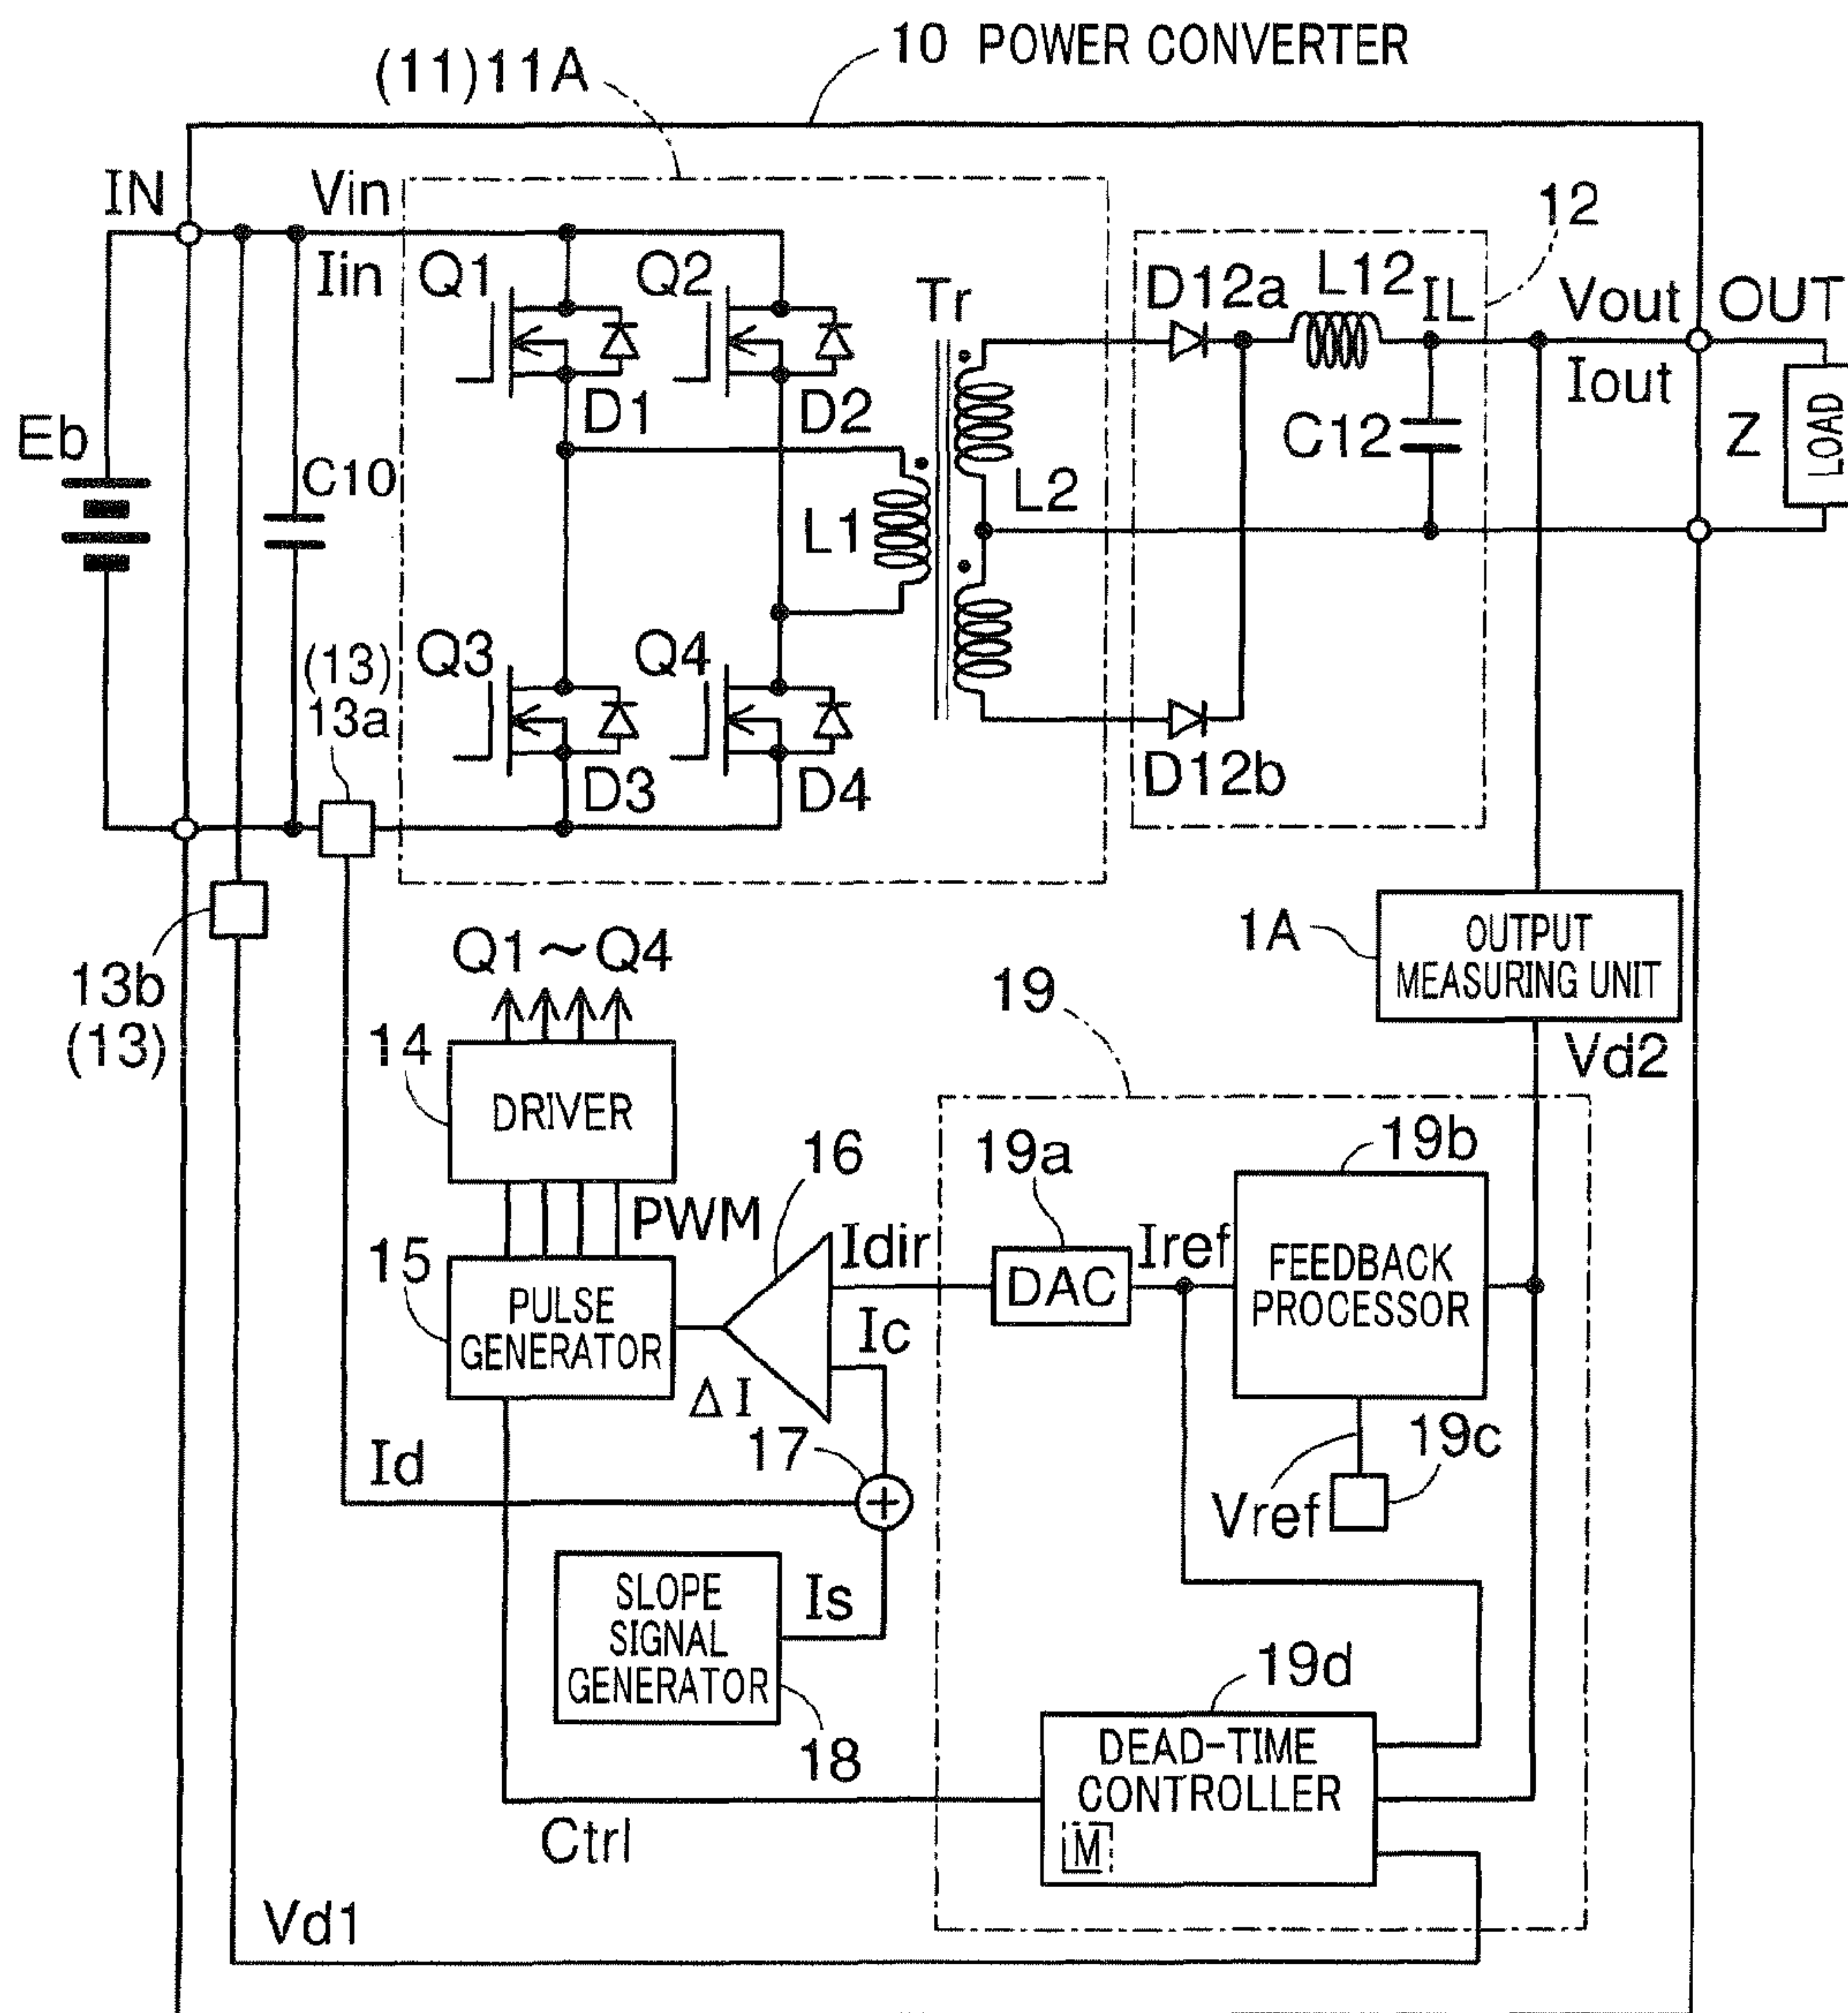 10 POWER CONVERTER
(11)11A
IN
Vin
Iin
12
Q1
Q2
Tr
D12a
L12
IL
Vout
OUT
Iout
D1
D2
Eb
C10
C12
Z
LOAD
L1
L2
(13)
13a
Q3
Q4
D3
D4
D12b
13b
(13)
Q1～Q4
1A
OUTPUT
MEASURING UNIT
19
Vd2
14
DRIVER
16
19a
19b
PWM
Idir
Iref
15
PULSE
GENERATOR
DAC
FEEDBACK
PROCESSOR
Ic
ΔI
17
19c
Id
+
Vref
SLOPE
SIGNAL
GENERATOR
Is
18
19d
DEAD-TIME
CONTROLLER
M
Ctrl
Vd1